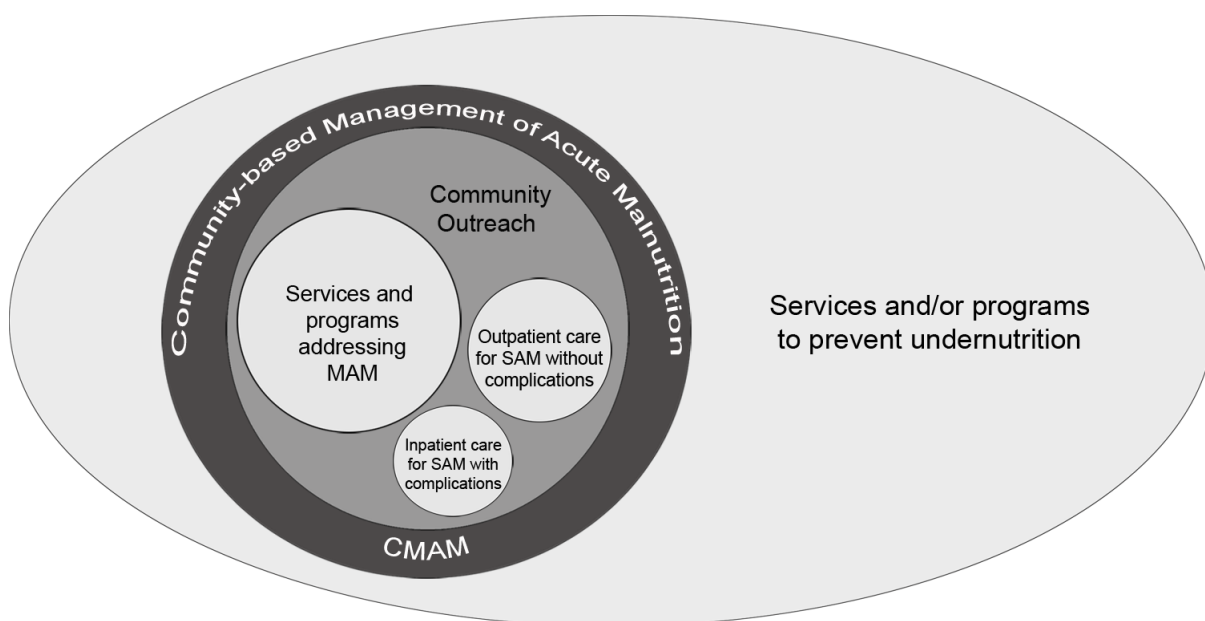 Community-based Management of Acute Malnutrition
Community
Outreach
Services and
programs
addressing
MAM
Outpatient care
for SAM without
complications
Inpatient care
for SAM with
complications
CMAM
Services and/or programs
to prevent undernutrition